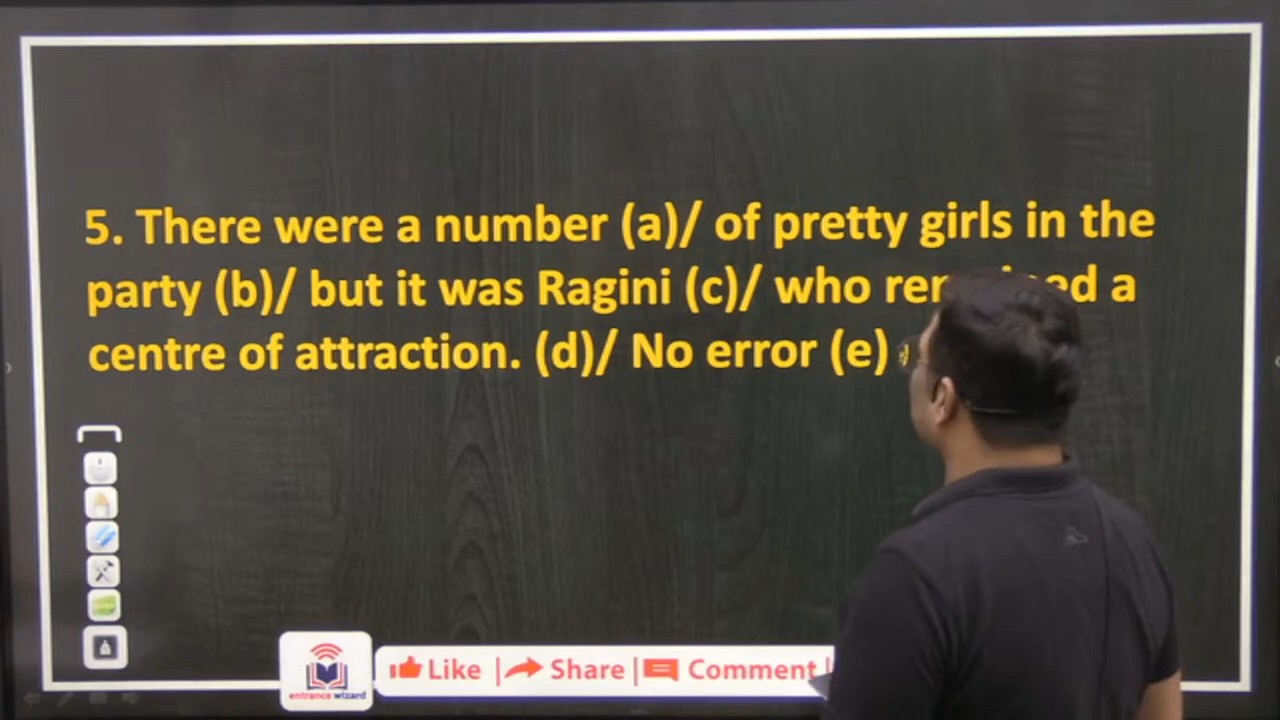 5. There were a number (a)/ of pretty girls in the
party (b)/ but it was Ragini (c)/ who a
centre of attraction. (d)/ No error (e)
entrance wizard
Like | Share | Comment